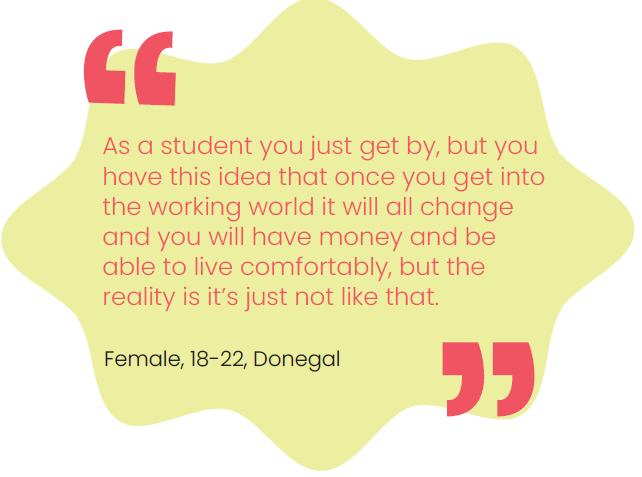 “
As a student you just get by, but you
have this idea that once you get into
the working world it will all change
and you will have money and be
able to live comfortably, but the
reality is it’s just not like that.
Female, 18-22, Donegal
”